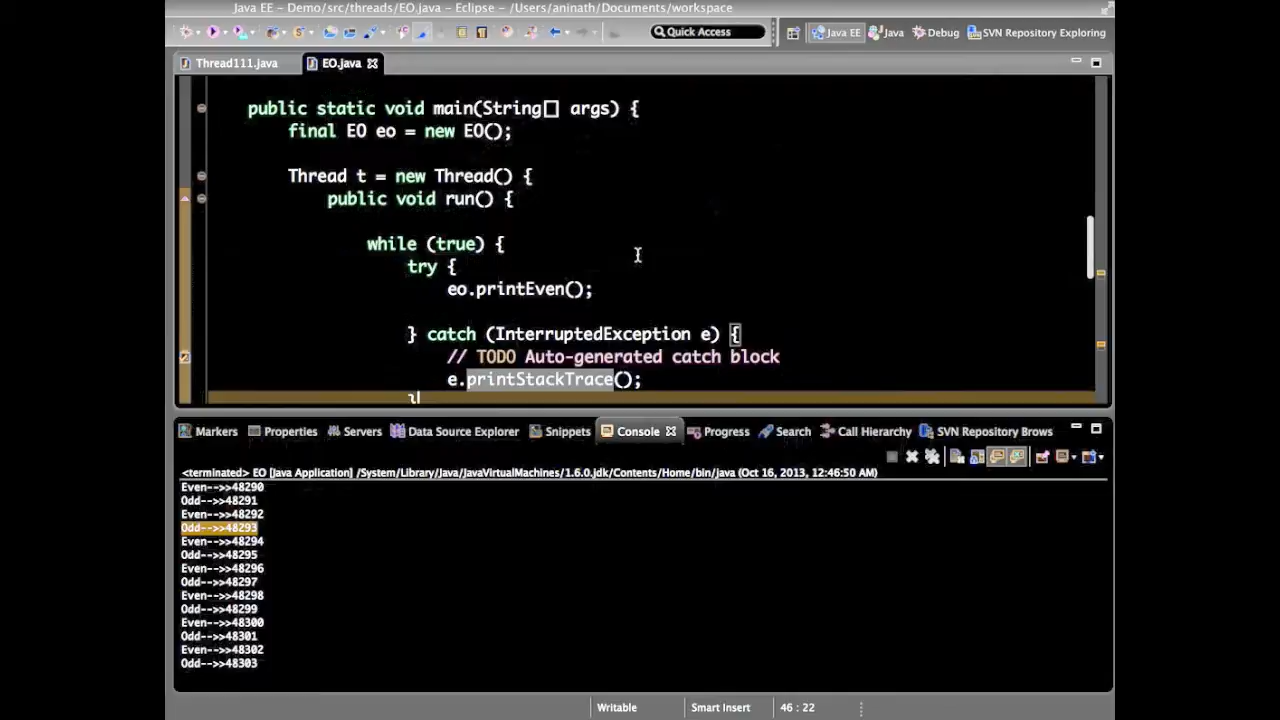 Java EE - Demo/src/threads/EO.java - Eclipse - /Users/aninath/Documents/workspace
Quick Access
Java EE Java Debug SVN Repository Exploring
Thread111.java EO.java
public static void main(String[] args) {
final EO eo = new EO();
Thread t = new Thread() {
public void run() {
while (true) {
try {
eo.printEven();
} catch (InterruptedException e) {
// TODO Auto-generated catch block
e.printStackTrace();
}
Markers Properties Servers Data Source Explorer Snippets Console Progress Search Call Hierarchy SVN Repository Brows
<terminated> EO [Java Application] /System/Library/Java/JavaVirtualMachines/1.6.0.jdk/Contents/Home/bin/java (Oct 16, 2013, 12:46:50 AM)
Even-->>48290
Odd-->>48291
Even-->>48292
Odd-->>48293
Even-->>48294
Odd-->>48295
Even-->>48296
Odd-->>48297
Even-->>48298
Odd-->>48299
Even-->>48300
Odd-->>48301
Even-->>48302
Odd-->>48303
Writable Smart Insert 46 : 22